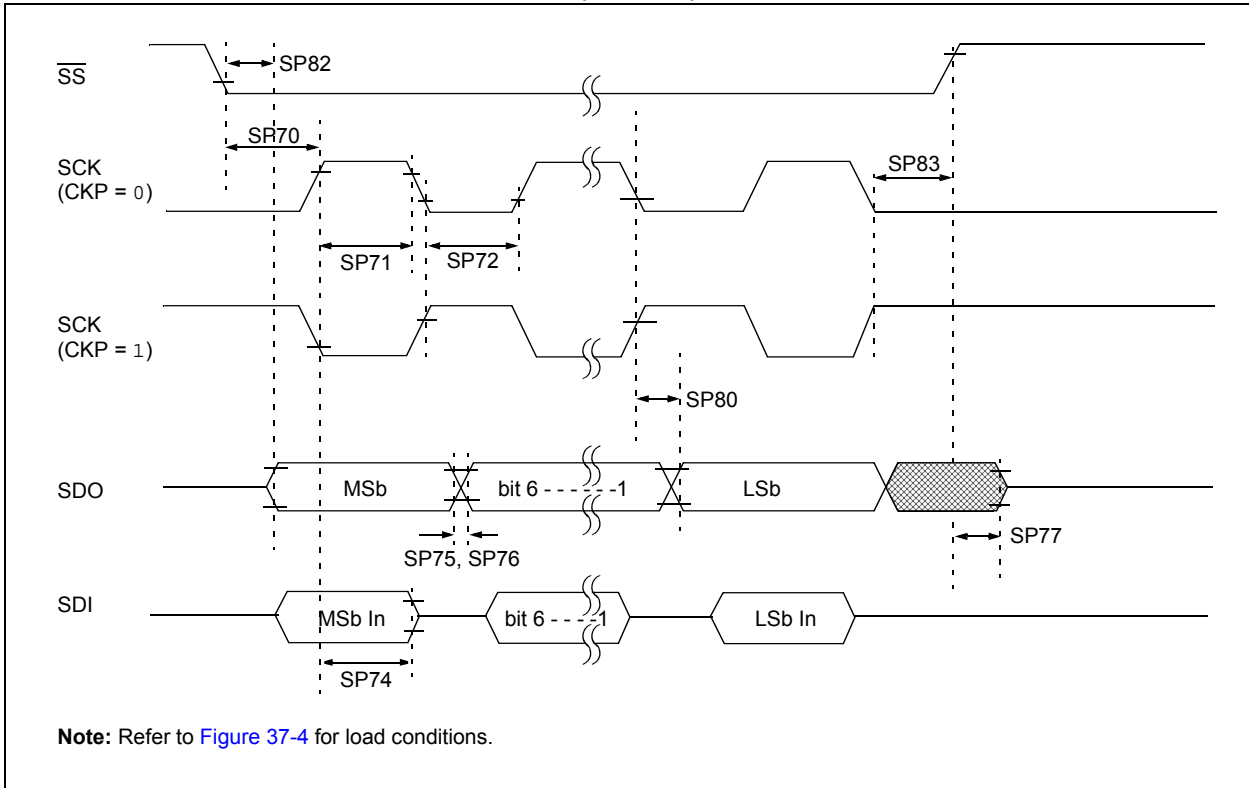 SS
SP82
SP70
SCK
(CKP = 0)
SP83
SP71
SP72
SCK
(CKP = 1)
SP80
SDO
MSb
bit 6 - - - - - -1
LSb
SP77
SP75, SP76
SDI
MSb In
bit 6 - - - -1
LSb In
SP74
Note: Refer to Figure 37-4 for load conditions.